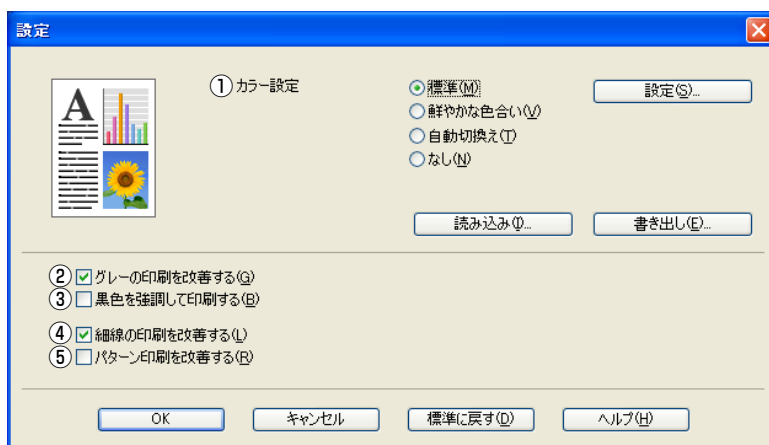 設定
① カラー設定
標準(M)
設定(S)...
鮮やかな色合い(V)
自動切換え(T)
なし(N)
A
読み込み(I)...
書き出し(E)...
② グレーの印刷を改善する(G)
③ 黒色を強調して印刷する(B)
④ 細線の印刷を改善する(L)
⑤ パターン印刷を改善する(R)
OK
キャンセル
標準に戻す(D)
ヘルプ(H)